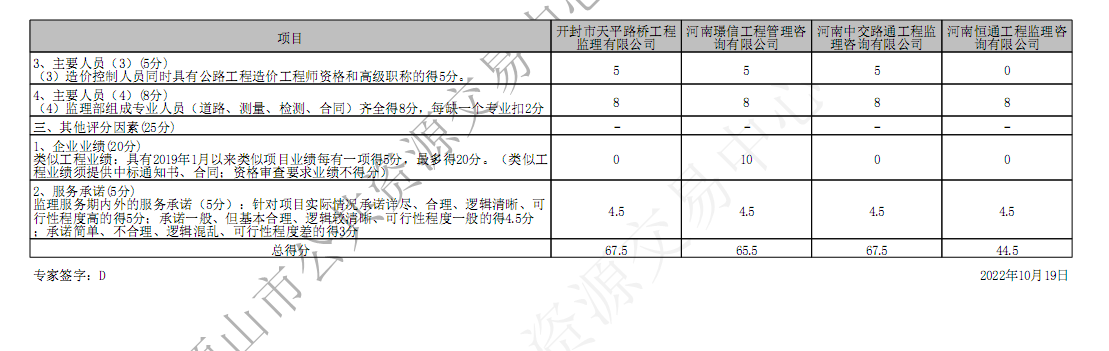 项目 开封市天平路桥工程监理有限公司 河南璟信工程管理咨询有限公司 河南中交路通工程监理咨询有限公司 河南恒通工程监理咨询有限公司
3、主要人员（3）(5分)
（3）造价控制人员同时具有公路工程造价工程师资格和高级职称的得5分。 5 5 5 0
4、主要人员（4）(8分)
（4）监理部组成专业人员（道路、测量、检测、合同）齐全得8分，每缺一个专业扣2分 8 8 8 8
三、其他评分因素(25分) - - - -
1、企业业绩(20分)
类似工程业绩：具有2019年1月以来类似项目业绩每有一项得5分，最多得20分。（类似工
程业绩须提供中标通知书、合同；资格审查要求业绩不得分） 0 10 0 0
2、服务承诺(5分)
监理服务期内外的服务承诺（5分）：针对项目实际情况承诺详尽、合理、逻辑清晰、可
行性程度高的得5分；承诺一般、但基本合理、逻辑较清晰、可行性程度一般的得4.5分
；承诺简单、不合理、逻辑混乱、可行性程度差的得3分 4.5 4.5 4.5 4.5
总得分 67.5 65.5 67.5 44.5
专家签字：D 2022年10月19日
山市公共资源交易中心
资源交易中心